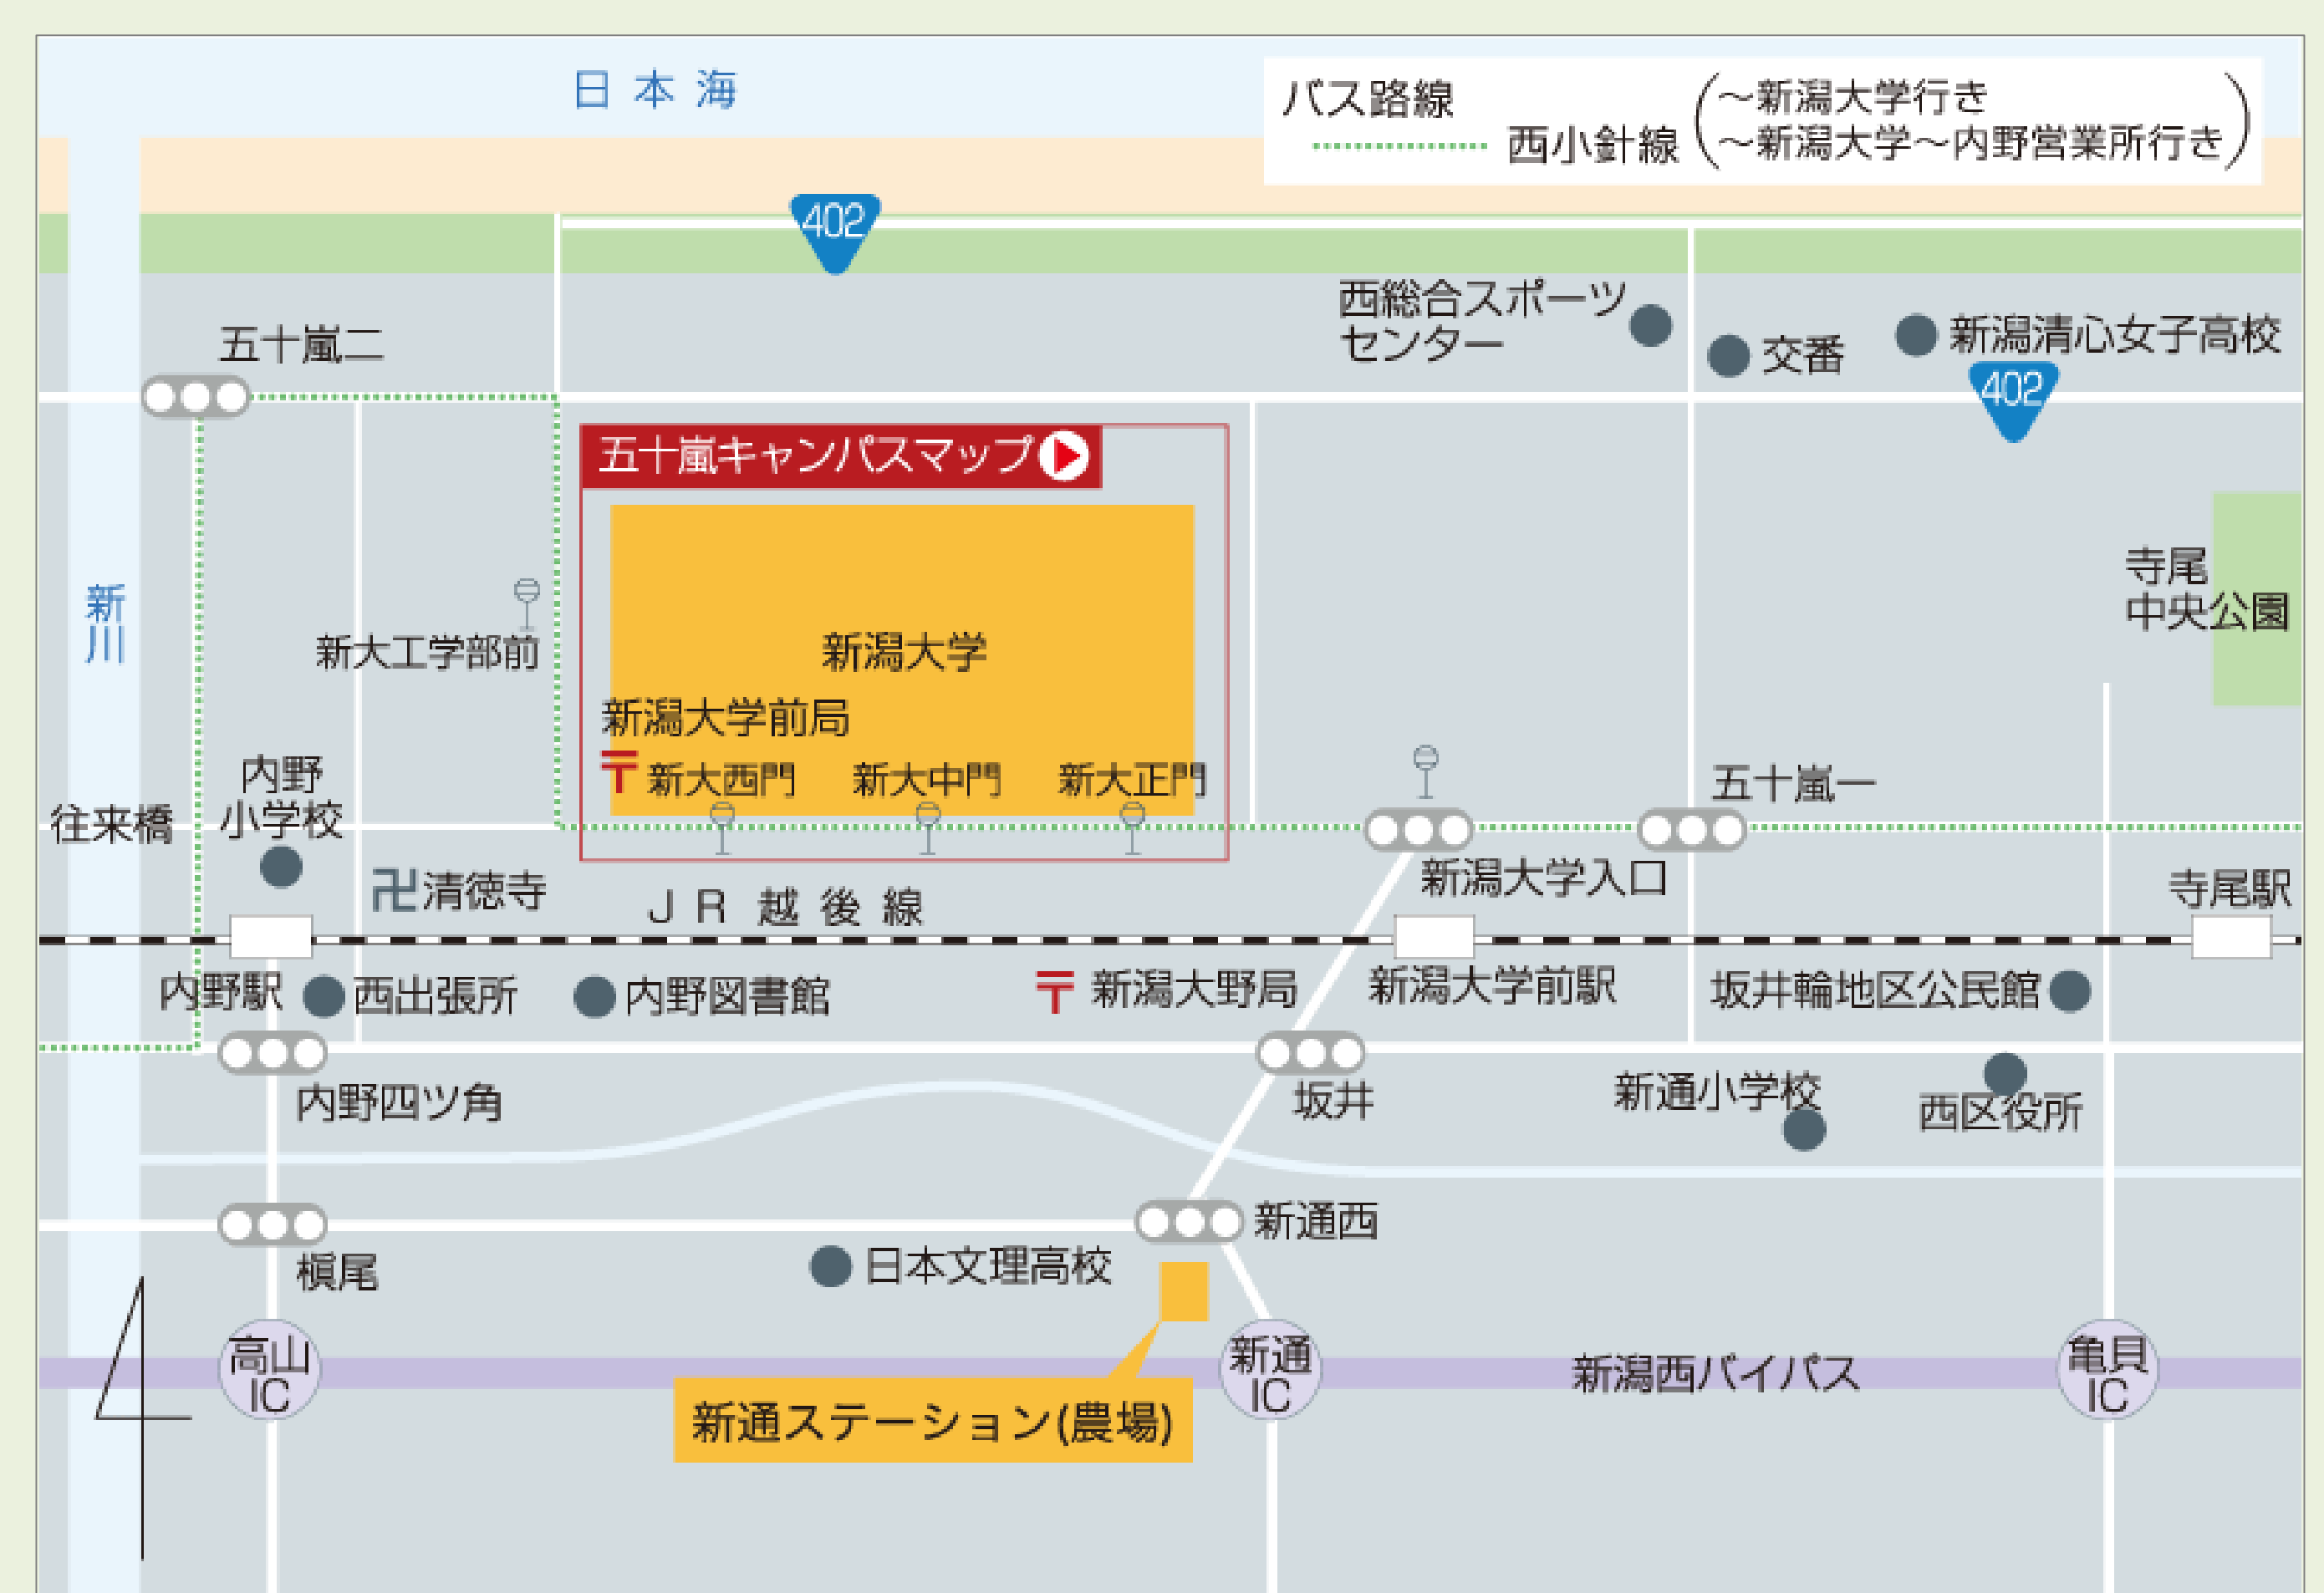 日本海
バス路線
西小針線
～新潟大学行き
～新潟大学～内野営業所行き
402
西総合スポーツ
センター
交番
新潟清心女子高校
402
五十嵐二
五十嵐キャンパスマップ
寺尾
中央公園
新川
新大工学部前
新潟大学
新潟大学前局
新大西門
新大中門
新大正門
内野
小学校
往来橋
五十嵐一
新潟大学入口
清徳寺
JR越後線
寺尾駅
内野駅
西出張所
内野図書館
新潟大野局
新潟大学前駅
坂井輪地区公民館
内野四ツ角
坂井
新通小学校
西区役所
新通西
槇尾
日本文理高校
高山
IC
新通
IC
新潟西バイパス
亀貝
IC
新通ステーション(農場)